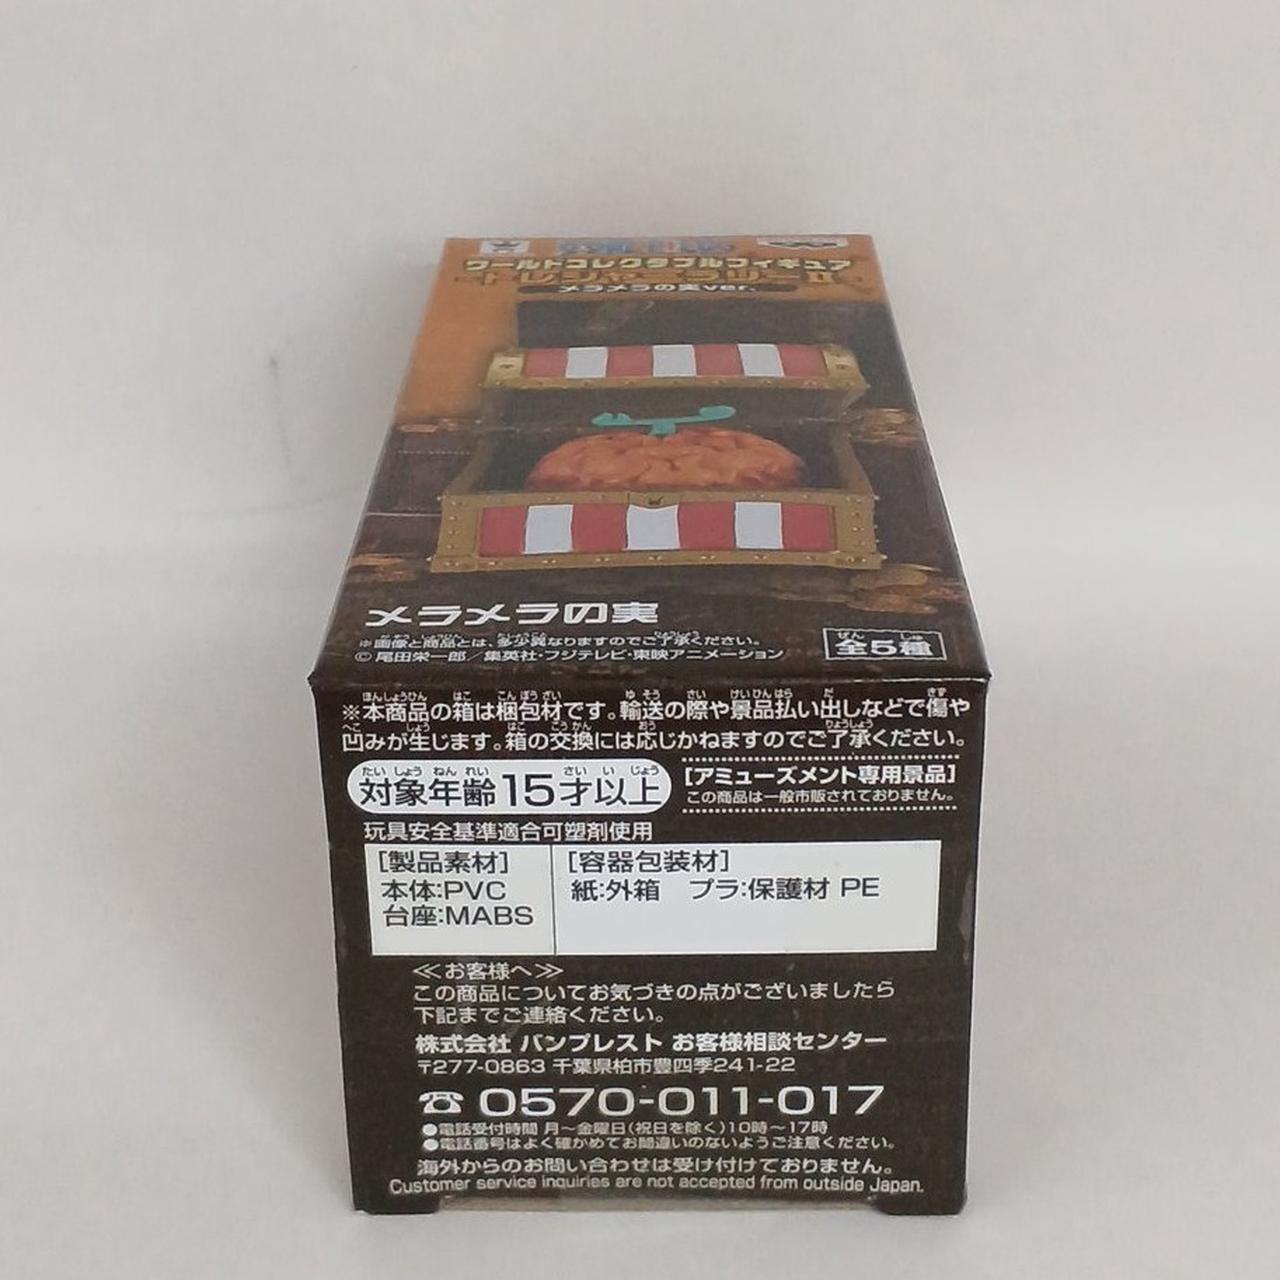 ワールドコレクタブルフィギュア
トレジャーラリーⅡ
メラメラの実ver.
メラメラの実
※画像と商品とは、多少異なりますのでご了承ください。
©尾田栄一郎/集英社・フジテレビ・東映アニメーション
全5種
※本商品の箱は梱包材です。輸送の際や景品払い出しなどで傷や
凹みが生じます。箱の交換には応じかねますのでご了承ください。
対象年齢15才以上
[アミューズメント専用景品]
この商品は一般市販されておりません。
玩具安全基準適合可塑剤使用
[製品素材]
本体:PVC
台座:MABS
[容器包装材]
紙:外箱 プラ:保護材 PE
≪お客様へ≫
この商品についてお気づきの点がございましたら
下記までご連絡ください。
株式会社 バンプレスト お客様相談センター
〒277-0863 千葉県柏市豊四季241-22
☎ 0570-011-017
●電話受付時間 月～金曜日(祝日を除く)10時～17時
●電話番号はよく確かめてお間違いのないようご注意ください。
海外からのお問い合わせは受け付けておりません。
Customer service inquiries are not accepted from outside Japan.